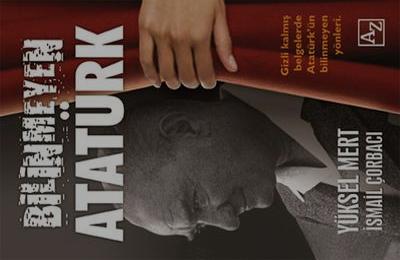 AZ
Gizli kalmış
belgelerde
Atatürk'ün
bilinmeyen
yönleri.
BİLİNMEYEN
ATATÜRK
YÜKSEL MERT
İSMAİL ÇORBACI